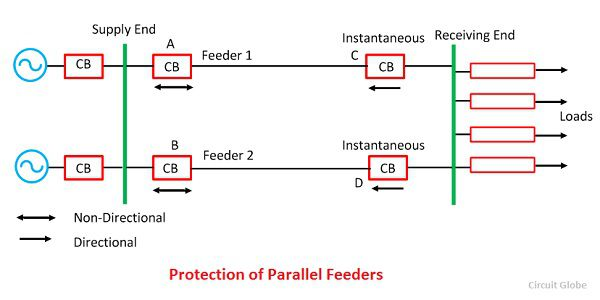 Supply End
A
Feeder 1
Instantaneous
C
Receiving End
CB
CB
CB
Loads
B
Feeder 2
Instantaneous
CB
CB
CB
D
Non-Directional
Directional
Protection of Parallel Feeders
Circuit Globe